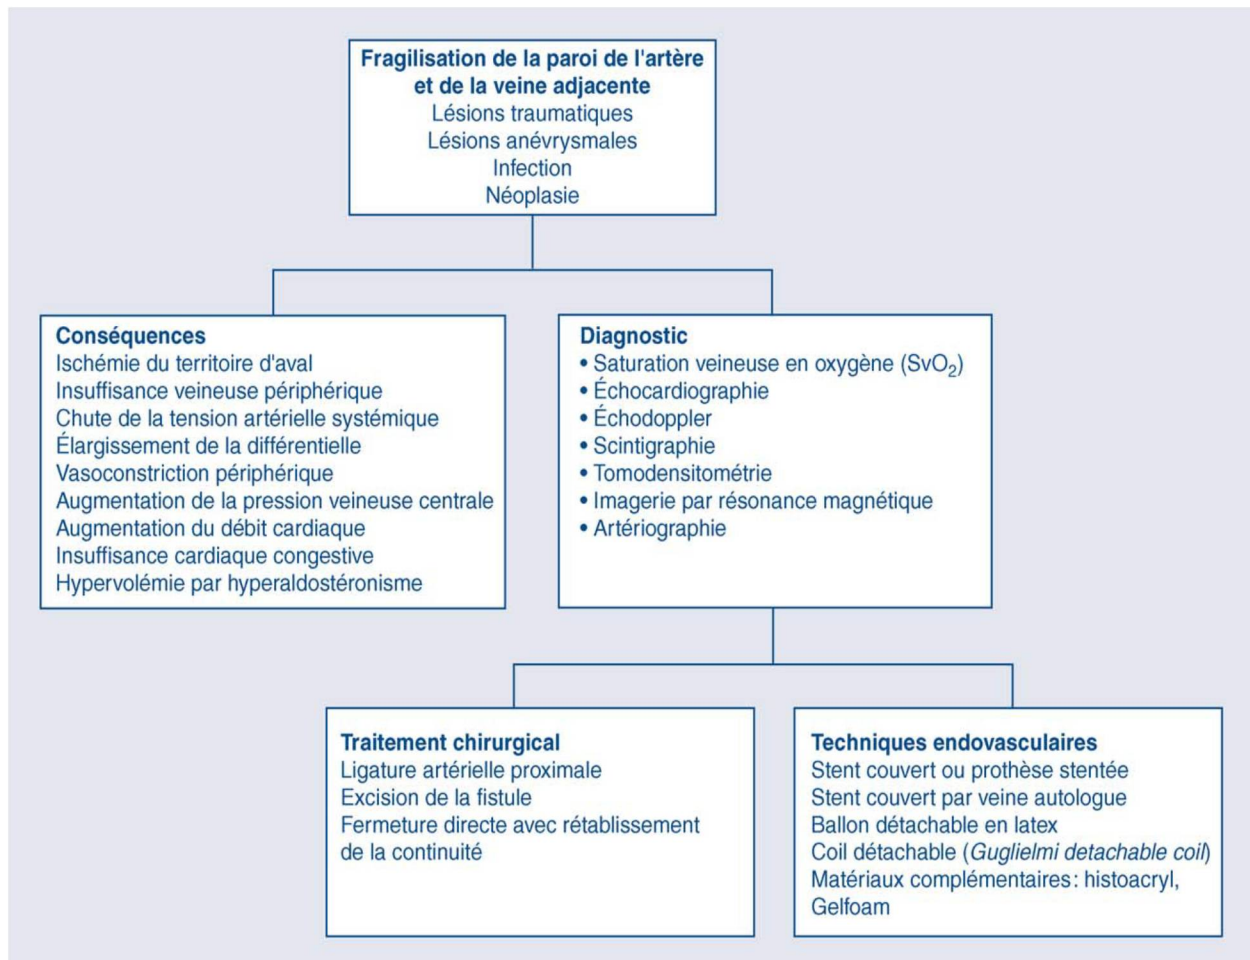 Fragilisation de la paroi de l'artère
et de la veine adjacente
Lésions traumatiques
Lésions anévrysmales
Infection
Néoplasie
Conséquences
Ischémie du territoire d'aval
Insuffisance veineuse périphérique
Chute de la tension artérielle systémique
Élargissement de la différentielle
Vasoconstriction périphérique
Augmentation de la pression veineuse centrale
Augmentation du débit cardiaque
Insuffisance cardiaque congestive
Hypervolémie par hyperaldostéronisme
Diagnostic
• Saturation veineuse en oxygène (SvO₂)
• Échocardiographie
• Échodoppler
• Scintigraphie
• Tomodensitométrie
• Imagerie par résonance magnétique
• Artériographie
Traitement chirurgical
Ligature artérielle proximale
Excision de la fistule
Fermeture directe avec rétablissement
de la continuité
Techniques endovasculaires
Stent couvert ou prothèse stentée
Stent couvert par veine autologue
Ballon détachable en latex
Coil détachable (Guglielmi detachable coil)
Matériaux complémentaires : histoacryl,
Gelfoam